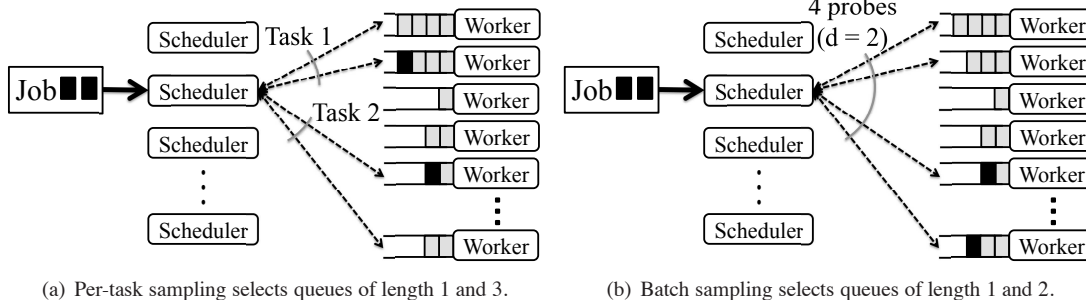 Job
Scheduler
Scheduler
Scheduler
Scheduler
Task 1
Task 2
Worker
Worker
Worker
Worker
Worker
Worker
(a) Per-task sampling selects queues of length 1 and 3.
4 probes
(d = 2)
Job
Scheduler
Scheduler
Scheduler
Scheduler
Worker
Worker
Worker
Worker
Worker
Worker
(b) Batch sampling selects queues of length 1 and 2.